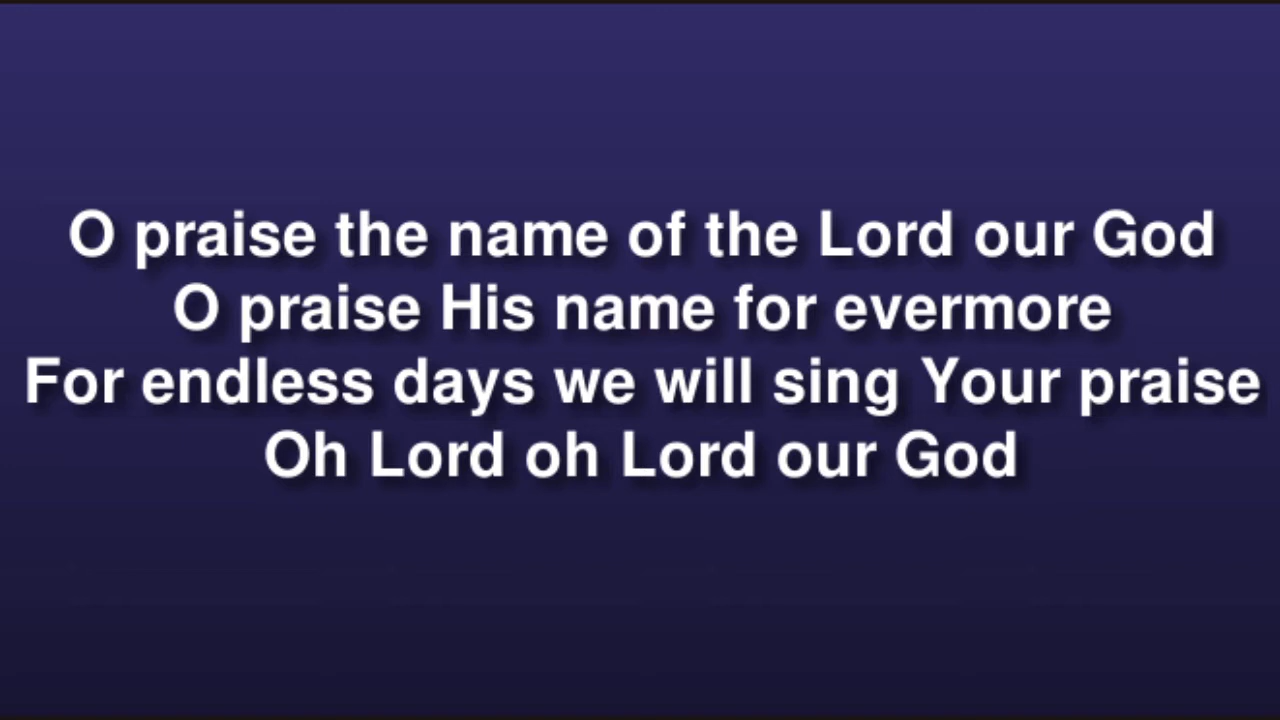 O praise the name of the Lord our God
O praise His name for evermore
For endless days we will sing Your praise
Oh Lord oh Lord our God